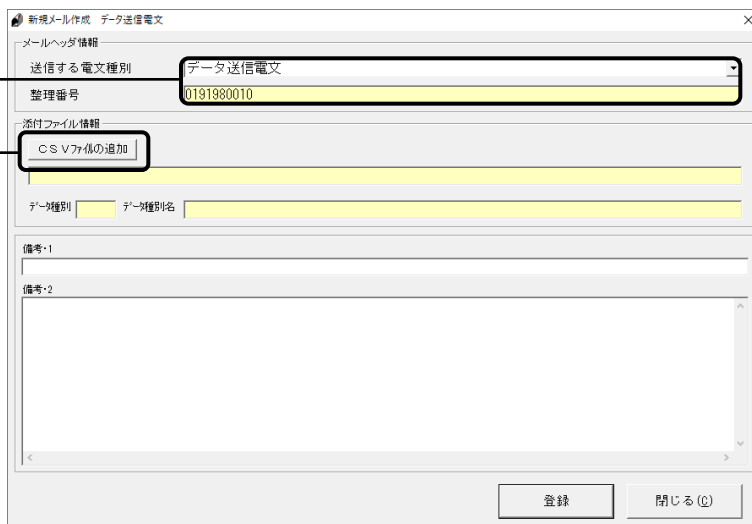 新規メール作成 データ送信電文
メールヘッダ情報
送信する電文種別 データ送信電文
整理番号 0191980010
添付ファイル情報
CSVファイルの追加
データ種別 データ種別名
備考・1
備考・2
登録 閉じる(C)